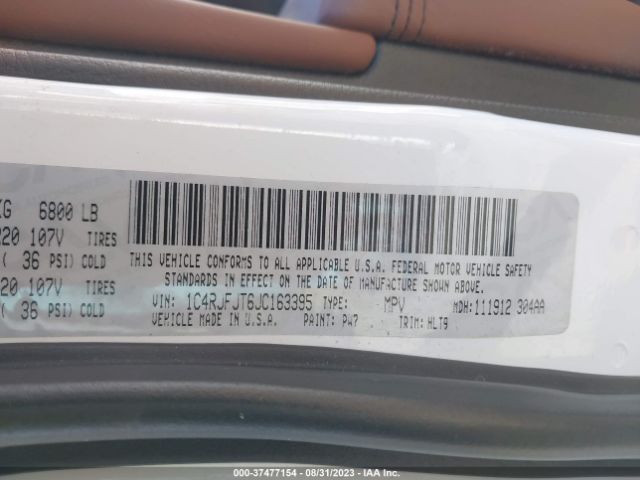 KG 6800 LB
20 107V TIRES
( 36 PSI) COLD
20 107V TIRES
( 36 PSI) COLD
THIS VEHICLE CONFORMS TO ALL APPLICABLE U.S.A. FEDERAL MOTOR VEHICLE SAFETY
STANDARDS IN EFFECT ON THE DATE OF MANUFACTURE SHOWN ABOVE.
VIN: 1C4RJFJT6JC163395 TYPE: MPV MDH: 111912 304AA
VEHICLE MADE IN U.S.A. PAINT: PW7 TRIM: HLT9
000-37477154 - 08/31/2023 - IAA Inc.